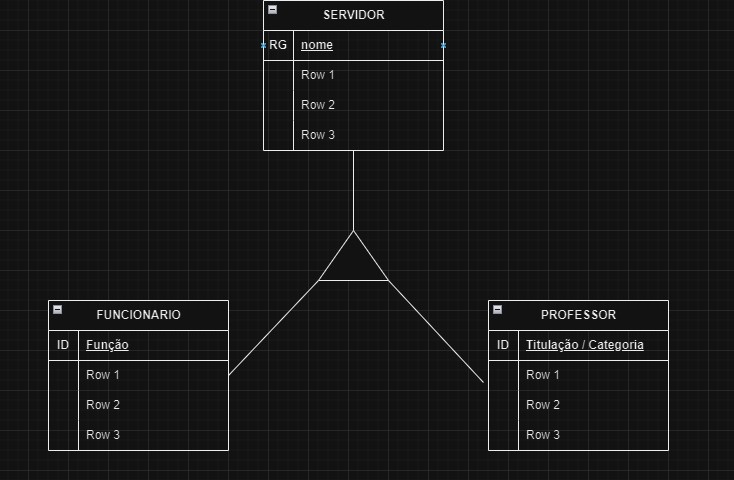 SERVIDOR
RG nome
Row 1
Row 2
Row 3
FUNCIONARIO
ID Função
Row 1
Row 2
Row 3
PROFESSOR
ID Titulação / Categoria
Row 1
Row 2
Row 3